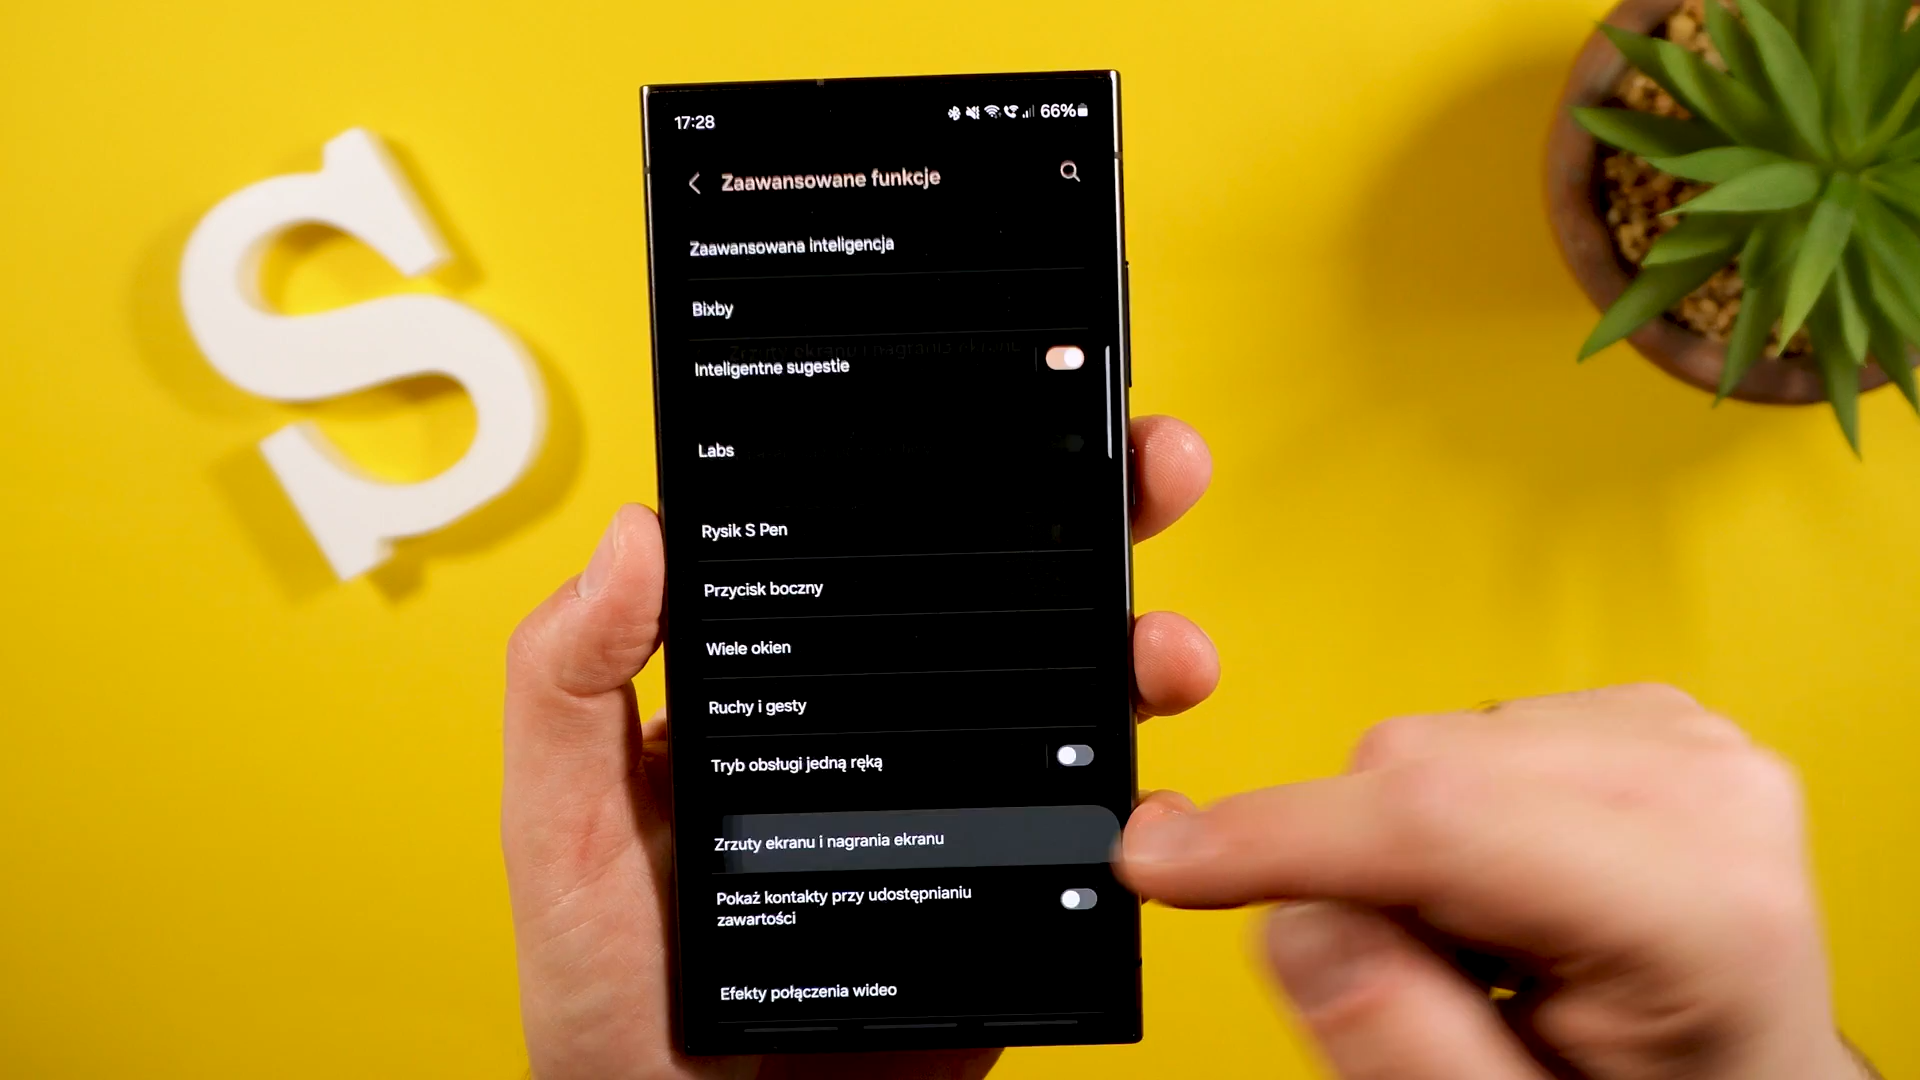 S
17:28
66%
Zaawansowane funkcje
Zaawansowana inteligencja
Bixby
Inteligentne sugestie
Labs
Rysik S Pen
Przycisk boczny
Wiele okien
Ruchy i gesty
Tryb obsługi jedną ręką
Zrzuty ekranu i nagrania ekranu
Pokaż kontakty przy udostępnianiu
zawartości
Efekty połączenia wideo